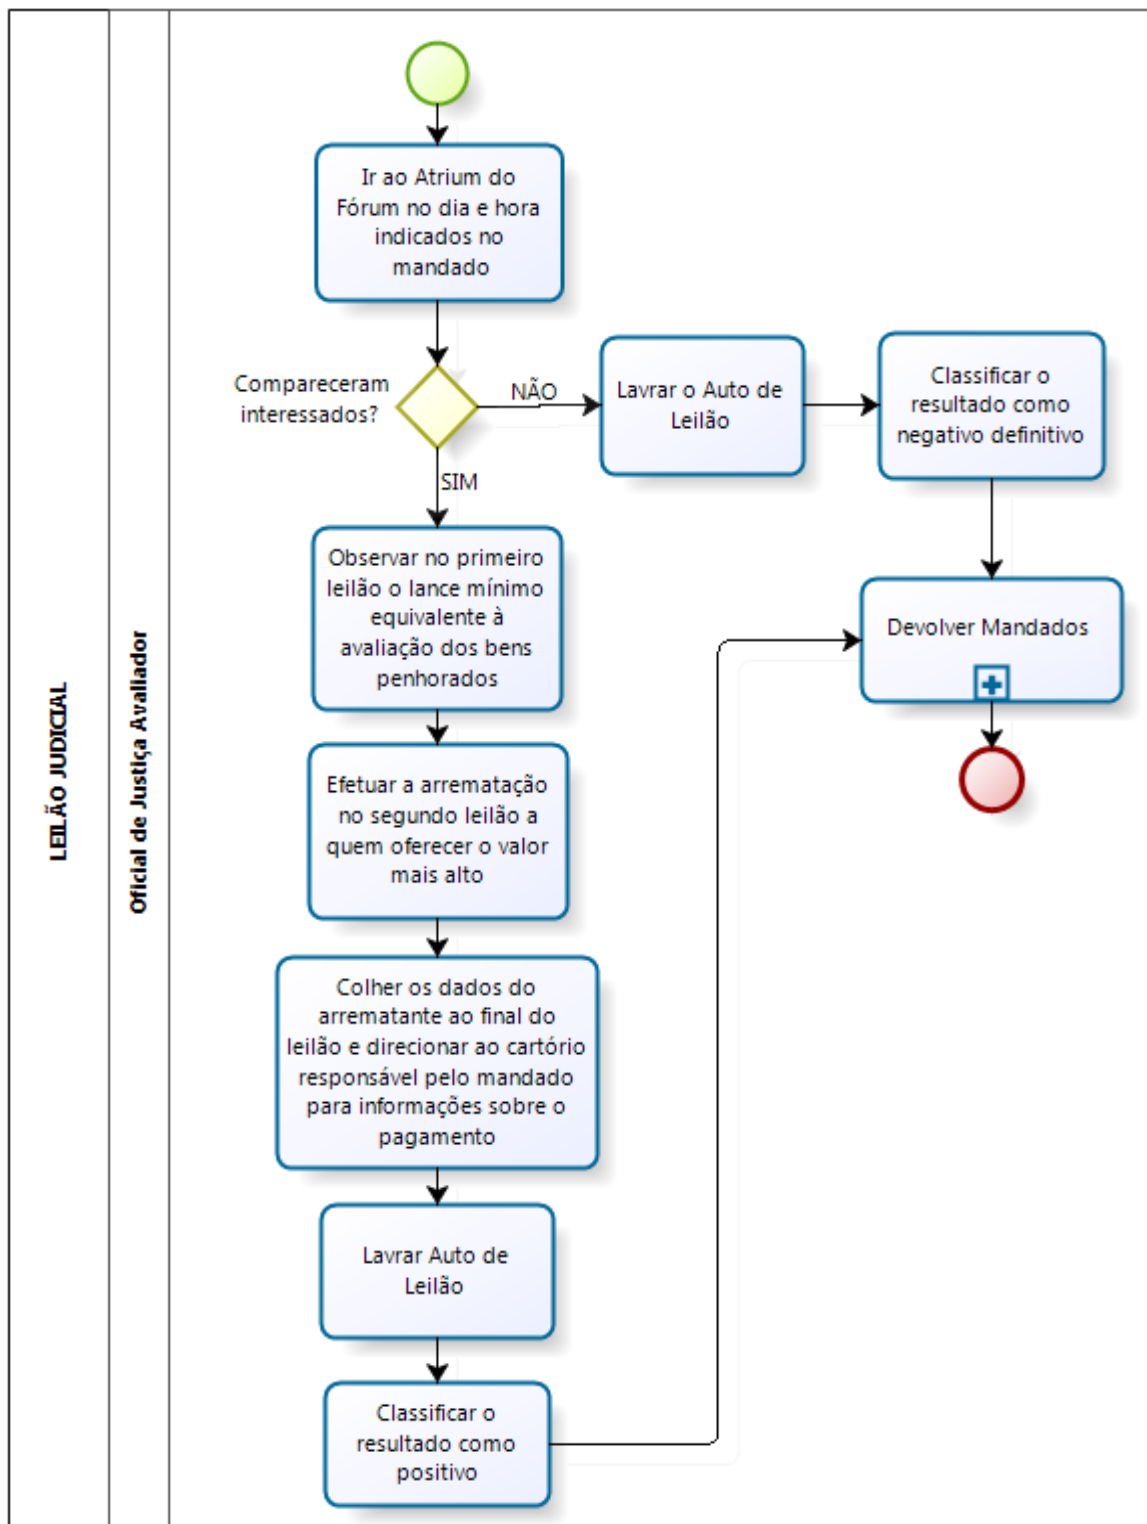 LEILÃO JUDICIAL
Oficial de Justiça Avaliador
Ir ao Atrium do
Fórum no dia e hora
indicados no
mandado
Compareceram
interessados?
NÃO
Lavrar o Auto de
Leilão
Classificar o
resultado como
negativo definitivo
SIM
Observar no primeiro
leilão o lance mínimo
equivalente à
avaliação dos bens
penhorados
Devolver Mandados
Efetuar a arrematação
no segundo leilão a
quem oferecer o valor
mais alto
Colher os dados do
arrematante ao final do
leilão e direcionar ao cartório
responsável pelo mandado
para informações sobre o
pagamento
Lavrar Auto de
Leilão
Classificar o
resultado como
positivo